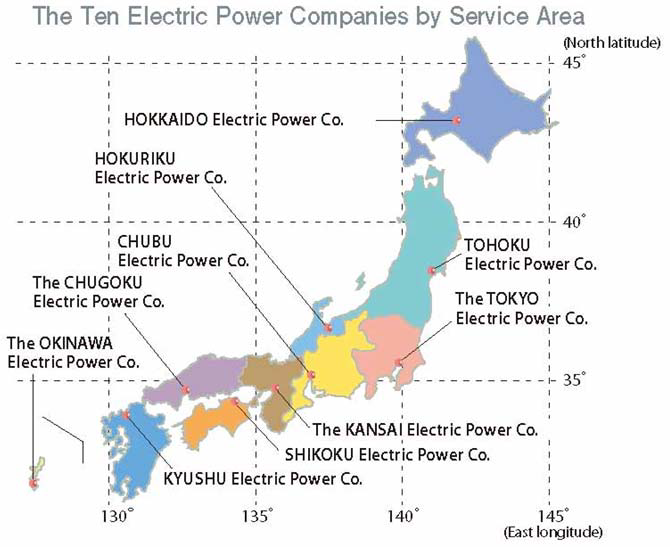 The Ten Electric Power Companies by Service Area
(North latitude)
45°
HOKKAIDO Electric Power Co.
HOKURIKU
Electric Power Co.
40°
CHUBU
Electric Power Co.
TOHOKU
Electric Power Co.
The CHUGOKU
Electric Power Co.
The TOKYO
Electric Power Co.
The OKINAWA
Electric Power Co.
35°
The KANSAI Electric Power Co.
SHIKOKU Electric Power Co.
KYUSHU Electric Power Co.
130° 135° 140° 145°
(East longitude)